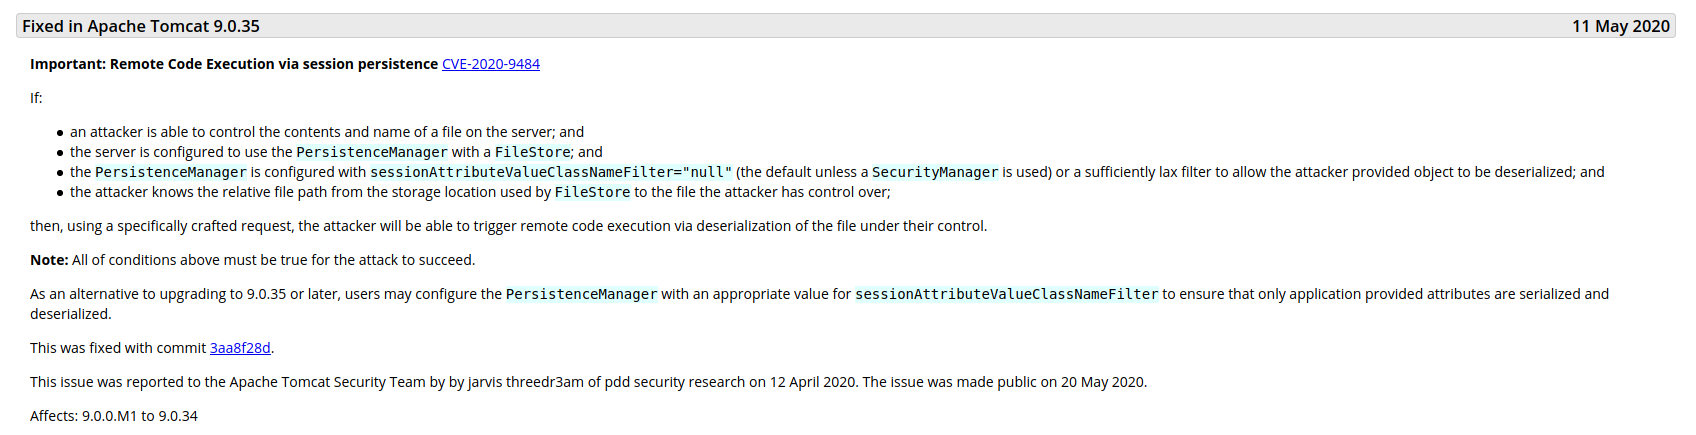 Fixed in Apache Tomcat 9.0.35 11 May 2020
Important: Remote Code Execution via session persistence CVE-2020-9484
If:
● an attacker is able to control the contents and name of a file on the server; and
● the server is configured to use the PersistenceManager with a FileStore; and
● the PersistenceManager is configured with sessionAttributeValueClassNameFilter="null" (the default unless a SecurityManager is used) or a sufficiently lax filter to allow the attacker provided object to be deserialized; and
● the attacker knows the relative file path from the storage location used by FileStore to the file the attacker has control over;
then, using a specifically crafted request, the attacker will be able to trigger remote code execution via deserialization of the file under their control.
Note: All of conditions above must be true for the attack to succeed.
As an alternative to upgrading to 9.0.35 or later, users may configure the PersistenceManager with an appropriate value for sessionAttributeValueClassNameFilter to ensure that only application provided attributes are serialized and
deserialized.
This was fixed with commit 3aa8f28d.
This issue was reported to the Apache Tomcat Security Team by by jarvis threedr3am of pdd security research on 12 April 2020. The issue was made public on 20 May 2020.
Affects: 9.0.0.M1 to 9.0.34